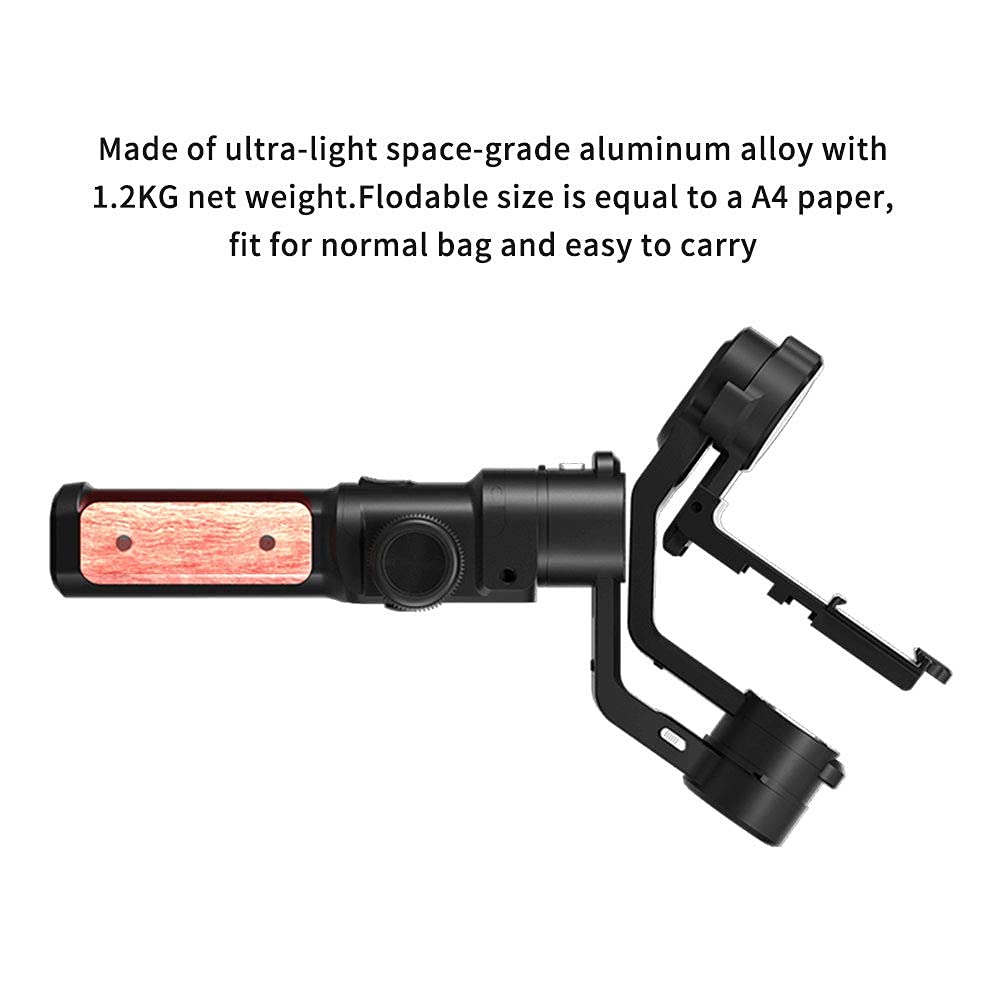 Made of ultra-light space-grade aluminum alloy with
1.2KG net weight.Flodable size is equal to a A4 paper,
fit for normal bag and easy to carry